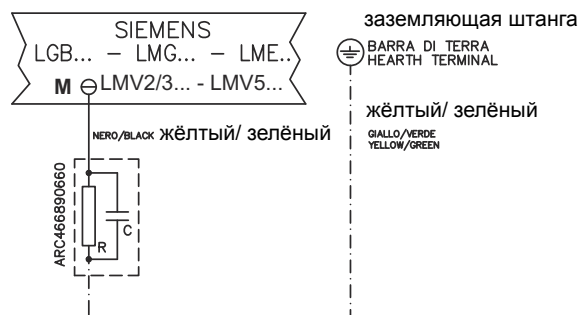 SIEMENS
LGB... – LMG... – LME..
M LMV2/3... - LMV5...
NERO/BLACK жёлтый/ зелёный
ARC466890660
R
C
заземляющая штанга
BARRA DI TERRA
HEARTH TERMINAL
жёлтый/ зелёный
GIALLO/VERDE
YELLOW/GREEN